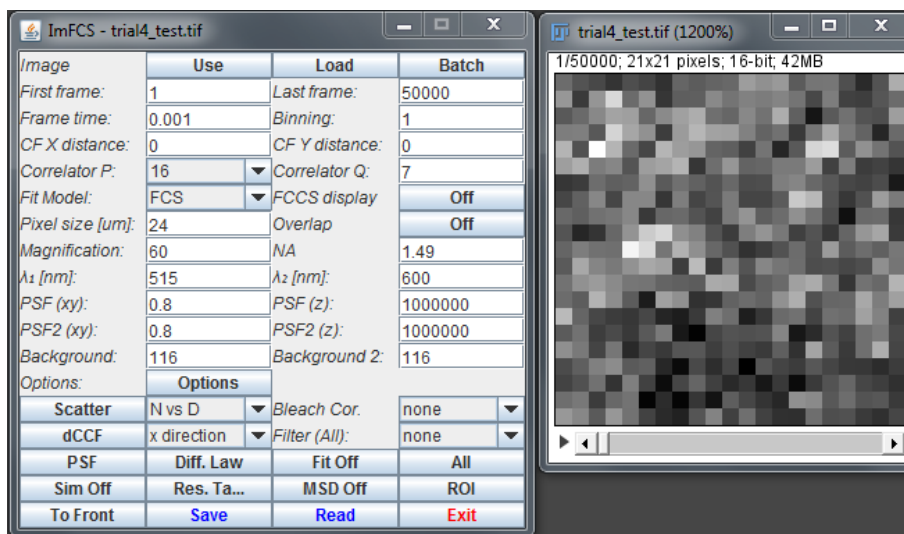 ImFCS - trial4_test.tif
Image Use Load Batch
First frame: 1 Last frame: 50000
Frame time: 0.001 Binning: 1
CF X distance: 0 CF Y distance: 0
Correlator P: 16 Correlator Q: 7
Fit Model: FCS FCCS display Off
Pixel size [um]: 24 Overlap Off
Magnification: 60 NA 1.49
λ₁ [nm]: 515 λ₂ [nm]: 600
PSF (xy): 0.8 PSF (z): 1000000
PSF2 (xy): 0.8 PSF2 (z): 1000000
Background: 116 Background 2: 116
Options: Options
Scatter N vs D Bleach Cor. none
dCCF x direction Filter (All): none
PSF Diff. Law Fit Off All
Sim Off Res. Ta... MSD Off ROI
To Front Save Read Exit
trial4_test.tif (1200%)
1/50000; 21x21 pixels; 16-bit; 42MB